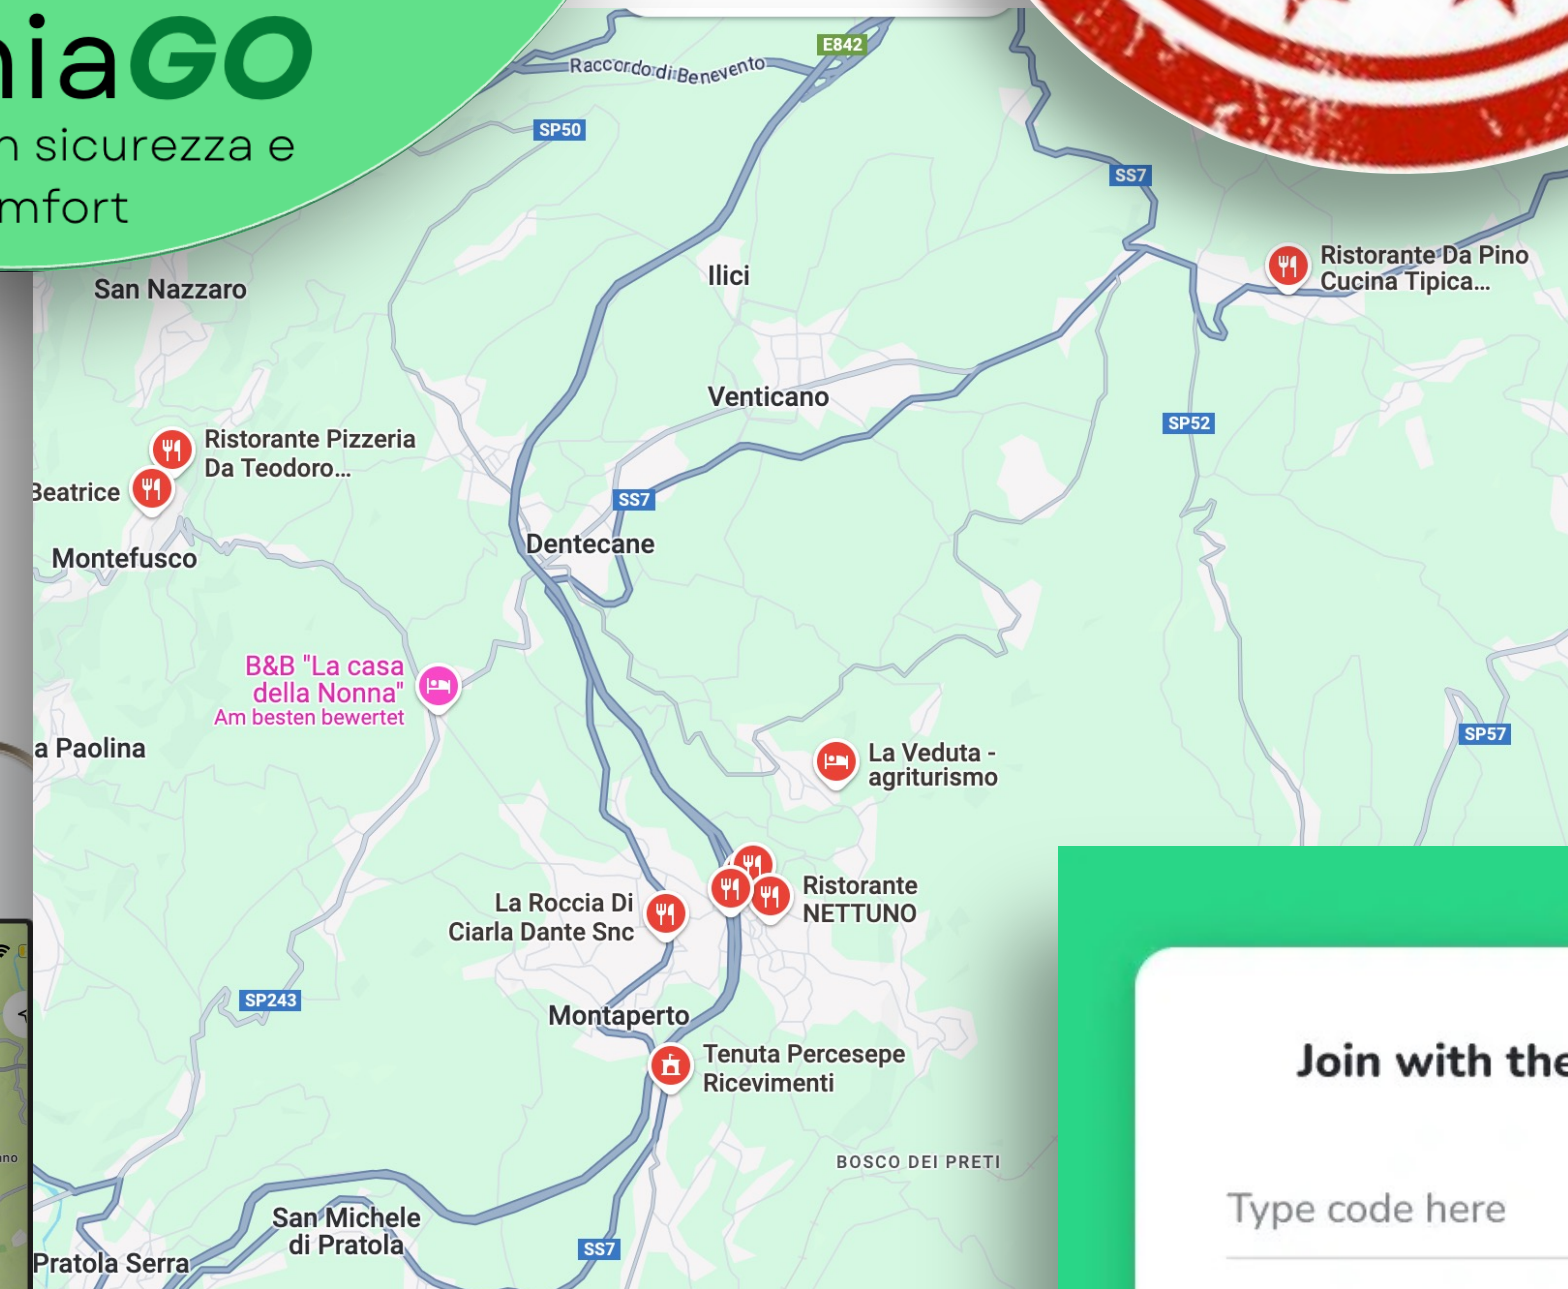 niaGO
n sicurezza e
mfort
E842
Raccordo di Benevento
SP50
SS7
Ristorante Da Pino
Cucina Tipica...
Ilici
San Nazzaro
Venticano
SP52
Ristorante Pizzeria
Da Teodoro...
Beatrice
SS7
Dentecane
Montefusco
B&B "La casa
della Nonna"
Am besten bewertet
a Paolina
SP57
La Veduta -
agriturismo
Ristorante
NETTUNO
La Roccia Di
Ciarla Dante Snc
SP243
Montaperto
Tenuta Percesepe
Ricevimenti
Join with the
BOSCO DEI PRETI
ano
Type code here
San Michele
di Pratola
SS7
Pratola Serra